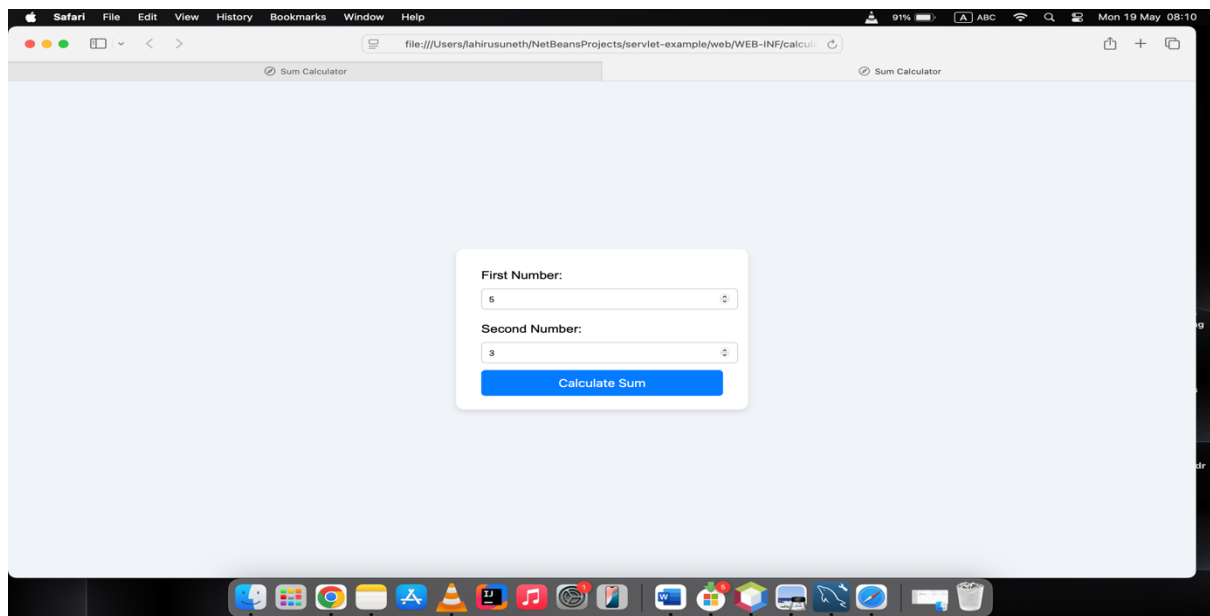 Safari File Edit View History Bookmarks Window Help 91% A ABC Mon 19 May 08:10
file:///Users/lahirusuneth/NetBeansProjects/servlet-example/web/WEB-INF/calcul
Sum Calculator Sum Calculator
First Number:
5
Second Number:
3
Calculate Sum